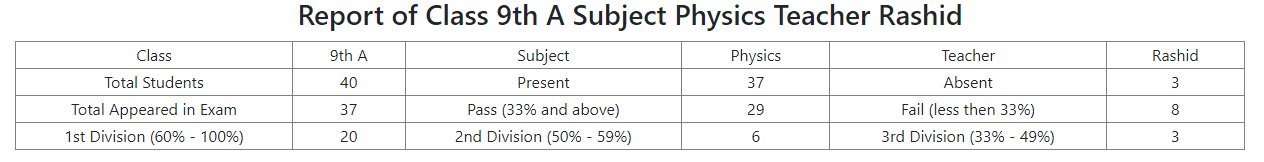 Report of Class 9th A Subject Physics Teacher Rashid
Class 9th A Subject Physics Teacher Rashid
Total Students 40 Present 37 Absent 3
Total Appeared in Exam 37 Pass (33% and above) 29 Fail (less then 33%) 8
1st Division (60% - 100%) 20 2nd Division (50% - 59%) 6 3rd Division (33% - 49%) 3